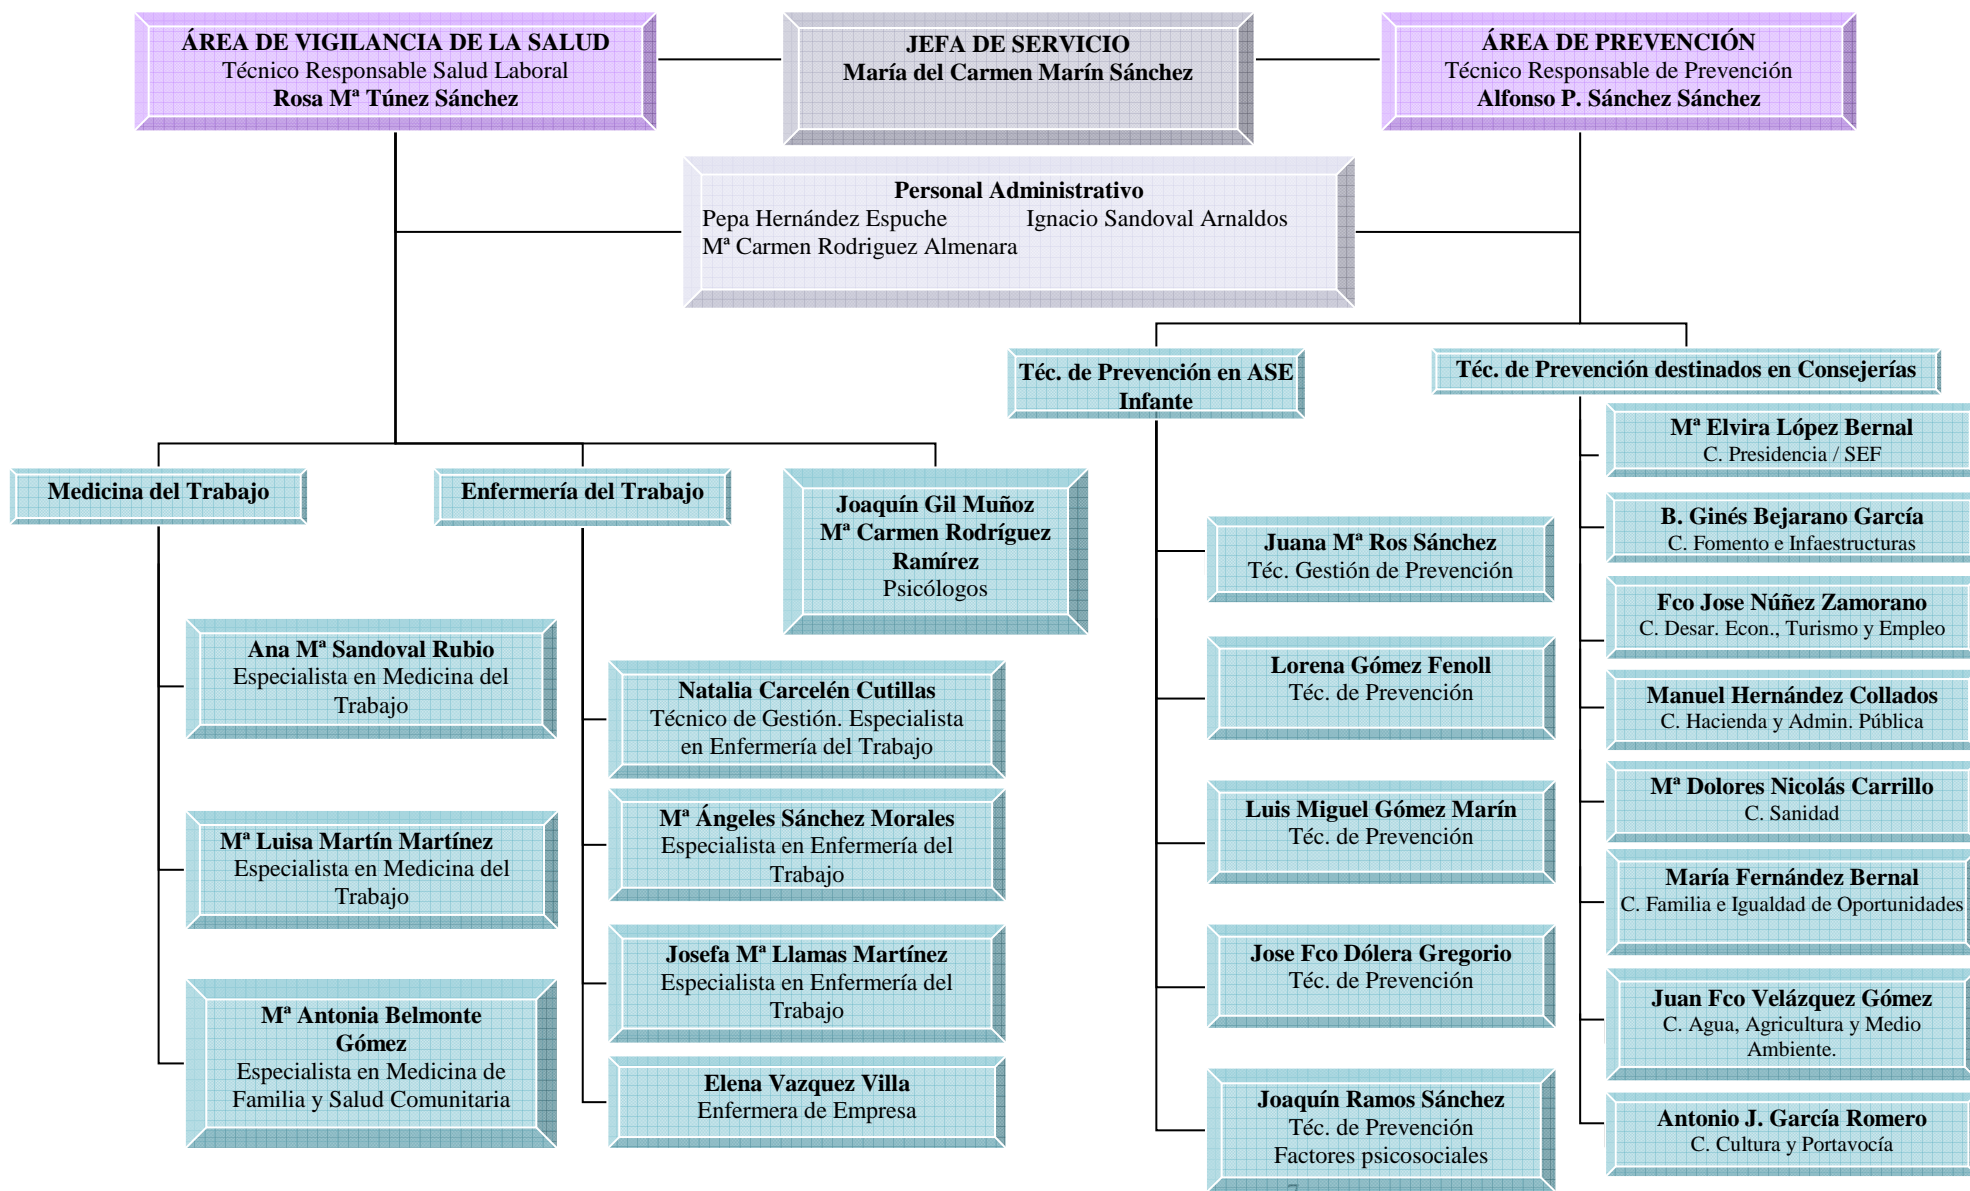 ÁREA DE VIGILANCIA DE LA SALUD
Técnico Responsable Salud Laboral
Rosa Mª Túnez Sánchez
JEFA DE SERVICIO
María del Carmen Marín Sánchez
ÁREA DE PREVENCIÓN
Técnico Responsable de Prevención
Alfonso P. Sánchez Sánchez
Personal Administrativo
Pepa Hernández Espuche Ignacio Sandoval Arnaldos
Mª Carmen Rodriguez Almenara
Medicina del Trabajo
Ana Mª Sandoval Rubio
Especialista en Medicina del
Trabajo
Mª Luisa Martín Martínez
Especialista en Medicina del
Trabajo
Mª Antonia Belmonte
Gómez
Especialista en Medicina de
Familia y Salud Comunitaria
Enfermería del Trabajo
Natalia Carcelén Cutillas
Técnico de Gestión. Especialista
en Enfermería del Trabajo
Mª Ángeles Sánchez Morales
Especialista en Enfermería del
Trabajo
Josefa Mª Llamas Martínez
Especialista en Enfermería del
Trabajo
Elena Vazquez Villa
Enfermera de Empresa
Joaquín Gil Muñoz
Mª Carmen Rodríguez
Ramírez
Psicólogos
Téc. de Prevención en ASE
Infante
Juana Mª Ros Sánchez
Téc. Gestión de Prevención
Lorena Gómez Fenoll
Téc. de Prevención
Luis Miguel Gómez Marín
Téc. de Prevención
Jose Fco Dólera Gregorio
Téc. de Prevención
Joaquín Ramos Sánchez
Téc. de Prevención
Factores psicosociales
Téc. de Prevención destinados en Consejerías
Mª Elvira López Bernal
C. Presidencia / SEF
B. Ginés Bejarano García
C. Fomento e Infaestructuras
Fco Jose Núñez Zamorano
C. Desar. Econ., Turismo y Empleo
Manuel Hernández Collados
C. Hacienda y Admin. Pública
Mª Dolores Nicolás Carrillo
C. Sanidad
María Fernández Bernal
C. Familia e Igualdad de Oportunidades
Juan Fco Velázquez Gómez
C. Agua, Agricultura y Medio
Ambiente.
Antonio J. García Romero
C. Cultura y Portavocía